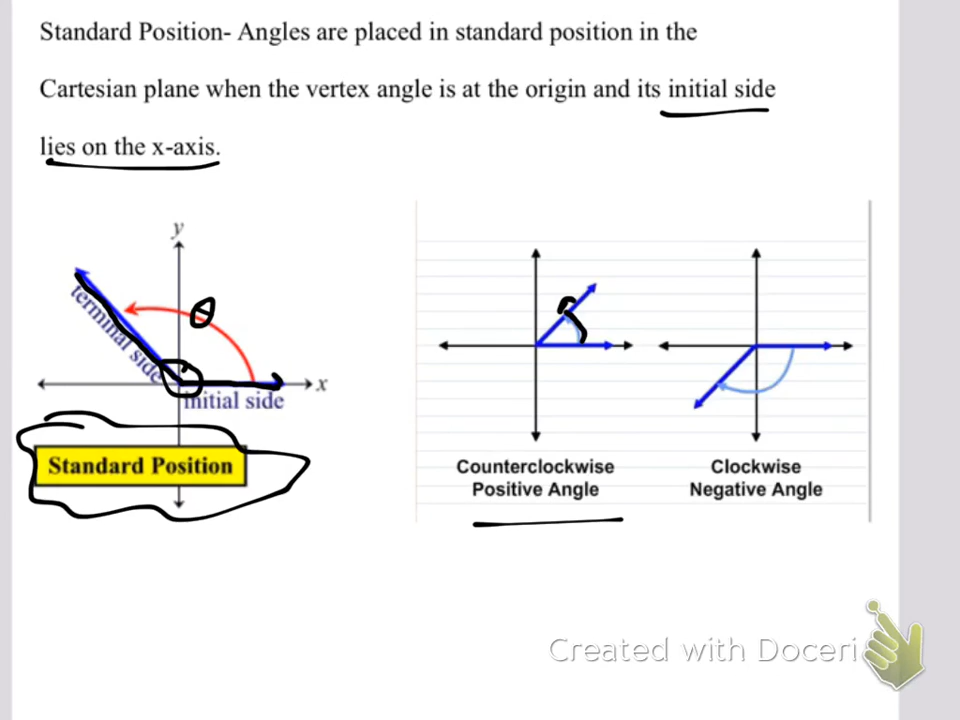 Standard Position- Angles are placed in standard position in the
Cartesian plane when the vertex angle is at the origin and its initial side
lies on the x-axis.
y
θ
terminal side
x
initial side
Standard Position
Counterclockwise
Positive Angle
Clockwise
Negative Angle
Created with Doceri